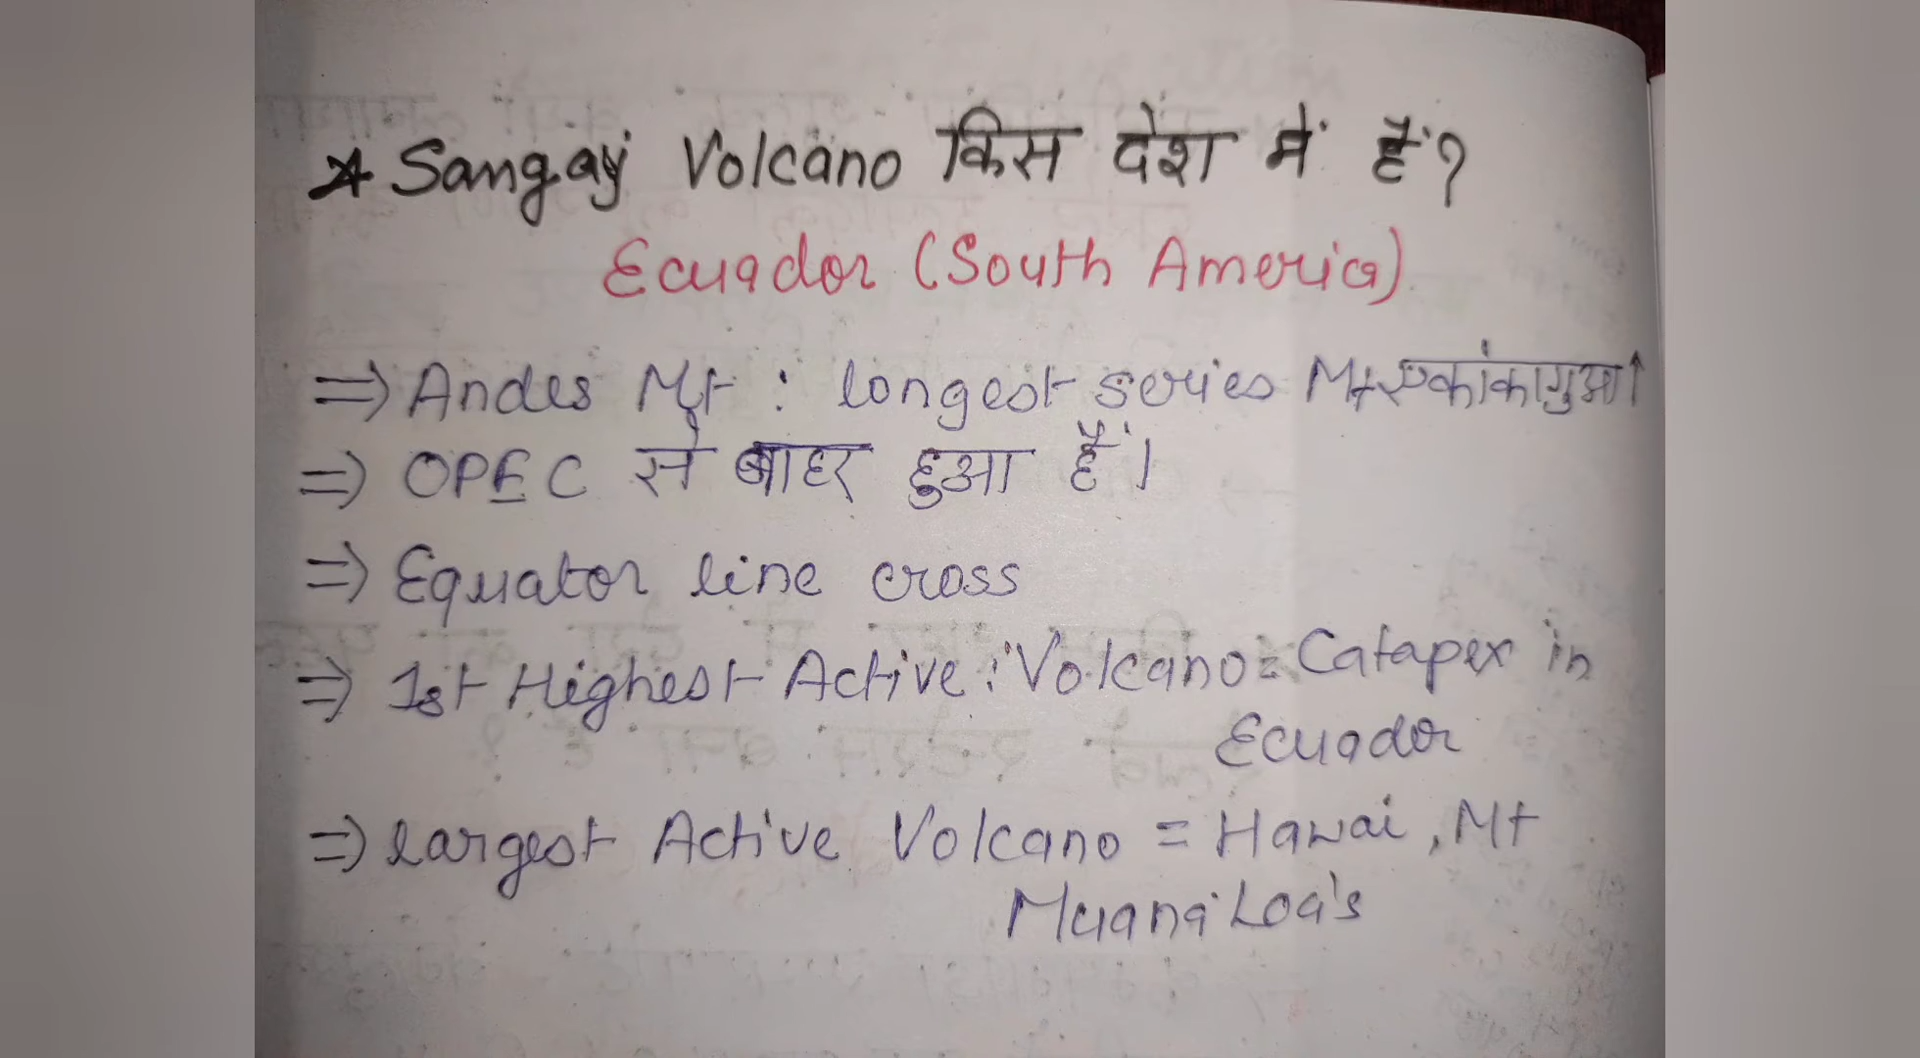 * Sangay Volcano किस देश में हैं?
Ecuador (South America)
=> Andes Mt : longest series Mt एकांकागुआ↑
=> OPEC से बाहर हुआ हैं।
=> Equator line cross
=> 1st Highest Active : Volcano = Catapex in
Ecuador
=> largest Active Volcano = Hawai, Mt
Muana Loa's